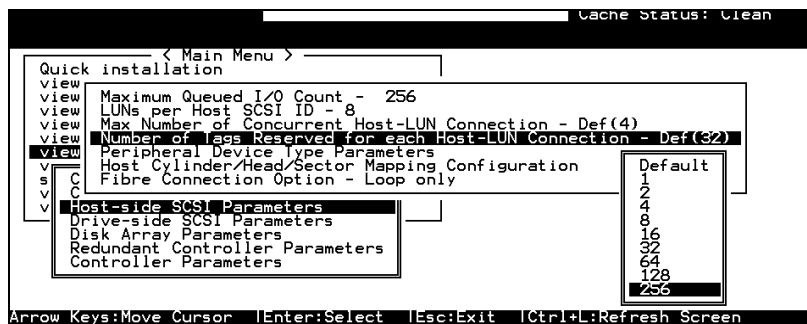 Cache Status: Clean
< Main Menu >
Quick installation
view
view Maximum Queued I/O Count - 256
view LUNs per Host SCSI ID - 8
view Max Number of Concurrent Host-LUN Connection - Def(4)
view Number of Tags Reserved for each Host-LUN Connection - Def(32)
view Peripheral Device Type Parameters
v Host Cylinder/Head/Sector Mapping Configuration
s C Fibre Connection Option - Loop only
v C
v Host-side SCSI Parameters
Drive-side SCSI Parameters
Disk Array Parameters
Redundant Controller Parameters
Controller Parameters
Default
1
2
4
8
16
32
64
128
256
Arrow Keys:Move Cursor |Enter:Select |Esc:Exit |Ctrl+L:Refresh Screen